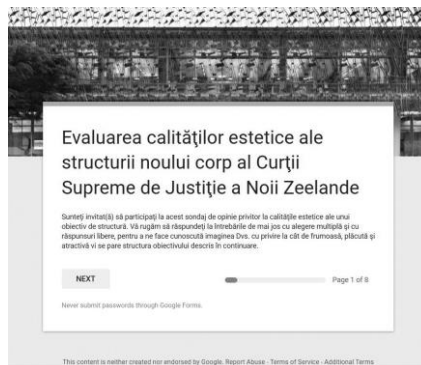 Evaluarea calităţilor estetice ale
structurii noului corp al Curţii
Supreme de Justiţie a Noii Zeelande
Sunteţi invitat(ă) să participaţi la acest sondaj de opinie privitor la calităţile estetice ale unui
obiectiv de structură. Vă rugăm să răspundeţi la întrebările de mai jos cu alegere multiplă şi cu
răspunsuri libere, pentru a ne face cunoscută imaginea Dvs. cu privire la cât de frumoasă, plăcută şi
atractivă vi se pare structura obiectivului descris în continuare.
NEXT
Page 1 of 8
Never submit passwords through Google Forms.
This content is neither created nor endorsed by Google. Report Abuse - Terms of Service - Additional Terms